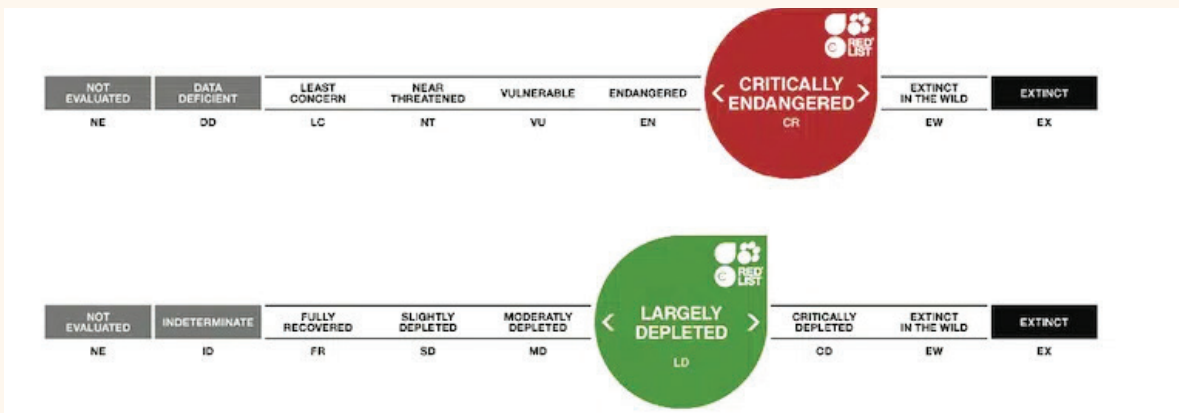 RED
LIST
NOT
EVALUATED
DATA
DEFICIENT
LEAST
CONCERN
NEAR
THREATENED
VULNERABLE
ENDANGERED
< CRITICALLY
ENDANGERED >
EXTINCT
IN THE WILD
EXTINCT
NE
DD
LC
NT
VU
EN
CR
EW
EX
RED
LIST
NOT
EVALUATED
INDETERMINATE
FULLY
RECOVERED
SLIGHTLY
DEPLETED
MODERATLY
DEPLETED
< LARGELY
DEPLETED >
CRITICALLY
DEPLETED
EXTINCT
IN THE WILD
EXTINCT
NE
ID
FR
SD
MD
LD
CD
EW
EX